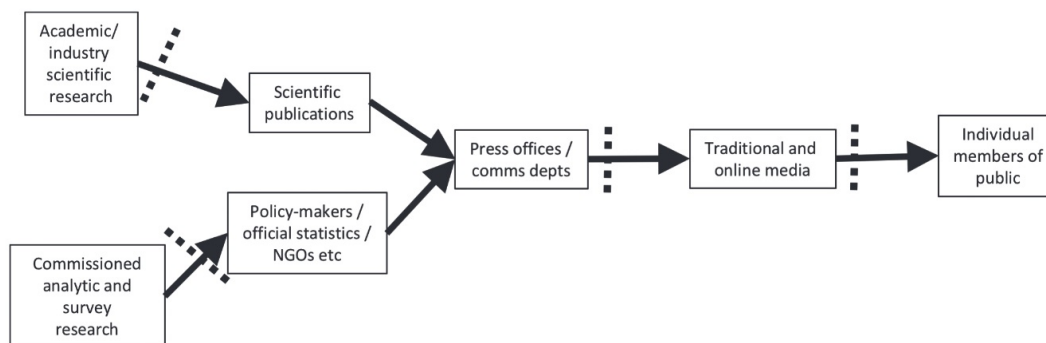 Academic/
industry
scientific
research
Scientific
publications
Press offices /
comms depts
Traditional and
online media
Individual
members of
public
Policy-makers /
official statistics /
NGOs etc
Commissioned
analytic and
survey
research